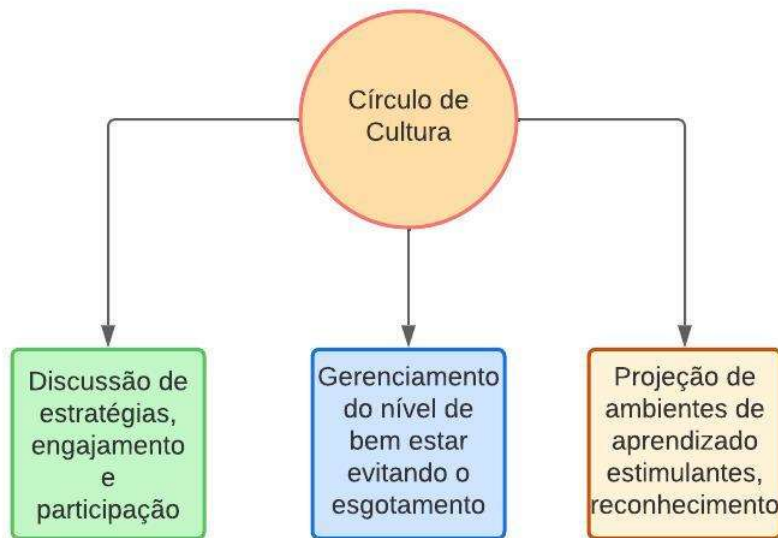 Círculo de
Cultura
Discussão de
estratégias,
engajamento
e
participação
Gerenciamento
do nível de
bem estar
evitando o
esgotamento
Projeção de
ambientes de
aprendizado
estimulantes,
reconhecimento